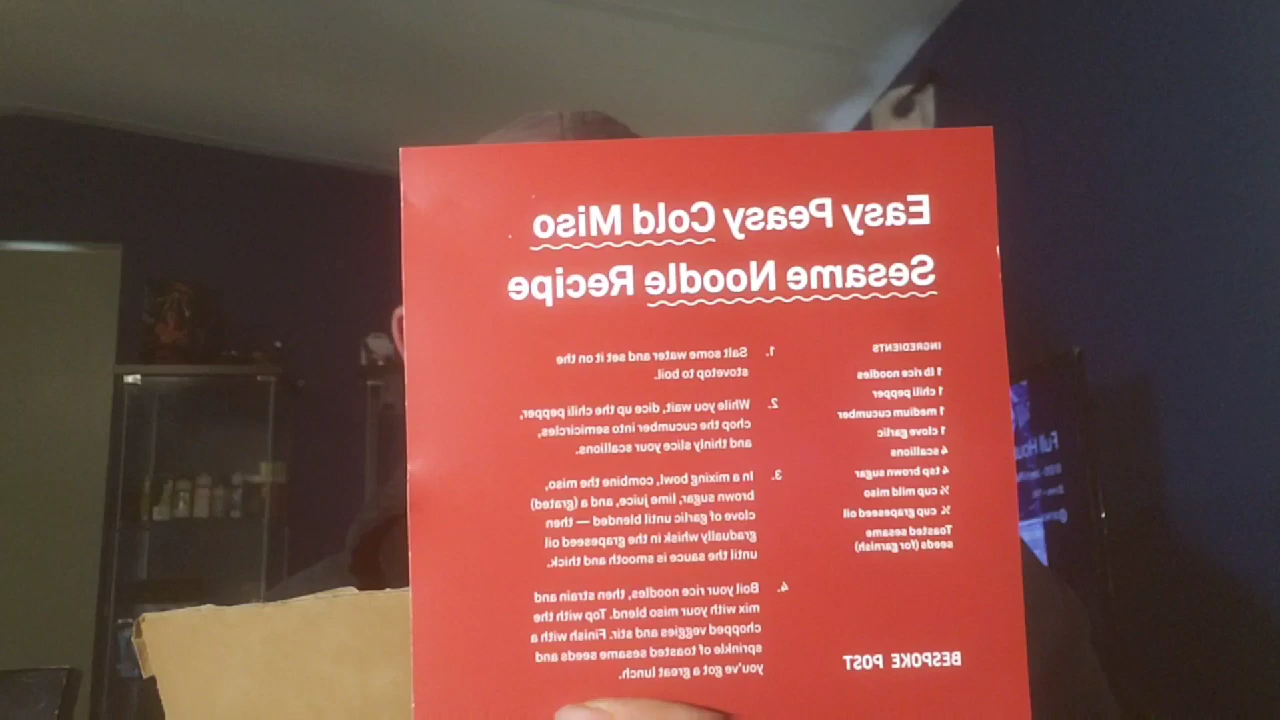 Easy Peasy Cold Miso
Sesame Noodle Recipe
INGREDIENTS
1 lb rice noodles
1 chili pepper
1 medium cucumber
1 clove garlic
4 scallions
4 tsp brown sugar
cup mild miso
cup grapeseed oil
Toasted sesame
seeds (for garnish)
1. Salt some water and set it on the
stovetop to boil.
2. While you wait, dice up the chili pepper,
chop the cucumber into semicircles,
and thinly slice your scallions.
3. In a mixing bowl, combine the miso,
brown sugar, lime juice, and a (grated)
clove of garlic until blended — then
gradually whisk in the grapeseed oil
until the sauce is smooth and thick.
4. Boil your rice noodles, then strain and
mix with your miso blend. Top with the
chopped veggies and stir. Finish with a
sprinkle of toasted sesame seeds and
you've got a great lunch.
BESPOKE POST
Full